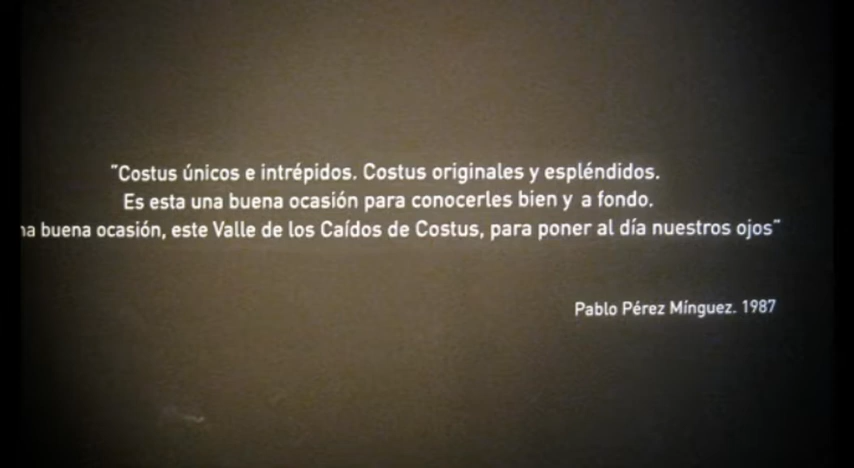 "Costus únicos e intrépidos. Costus originales y espléndidos.
Es esta una buena ocasión para conocerles bien y a fondo.
buena ocasión, este Valle de los Caídos de Costus, para poner al día nuestros ojos"
Pablo Pérez Mínguez. 1987